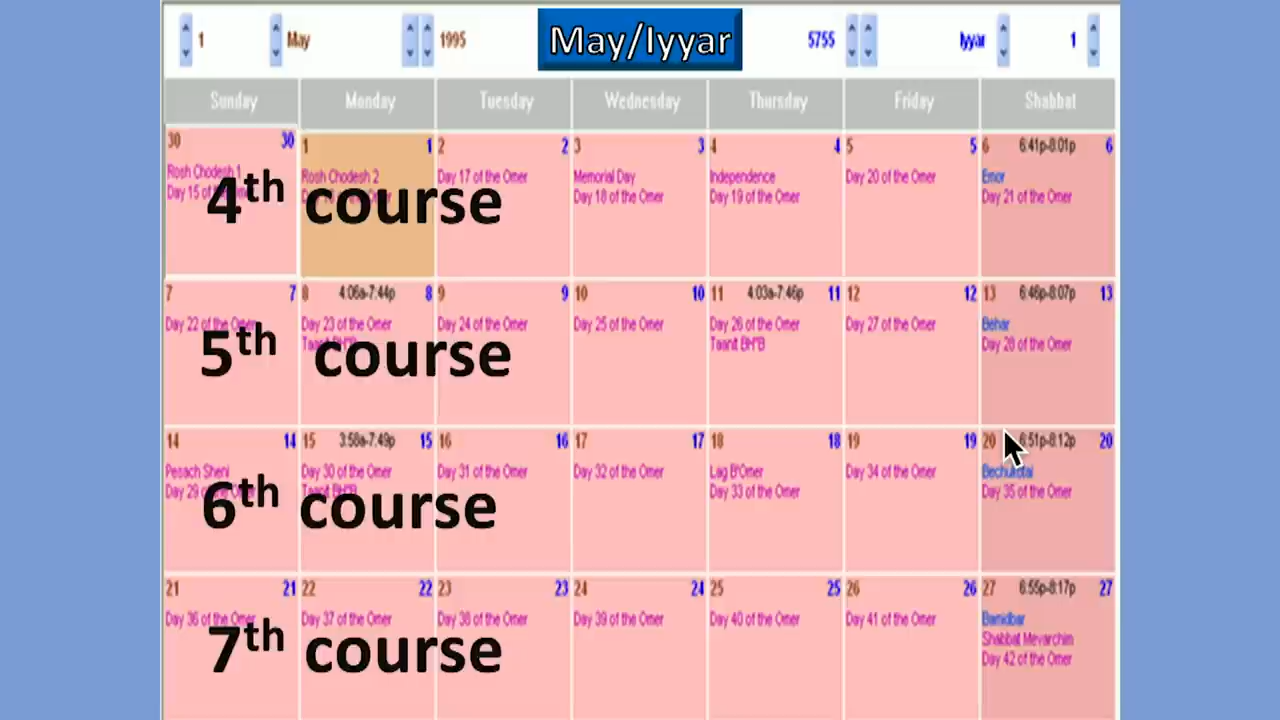 1 May 1995 May/Iyyar 5755 Iyyar 1
Sunday Monday Tuesday Wednesday Thursday Friday Shabbat
30 30 1 1 2 2 3 3 4 4 5 5 6 6:41p-8:01p 6
Rosh Chodesh 1 Rosh Chodesh 2 Day 17 of the Omer Memorial Day Independence Day 20 of the Omer Emor
Day 15 of the Omer Day 18 of the Omer Day 19 of the Omer Day 21 of the Omer
4th course
7 7 8 4:06a-7:44p 8 9 9 10 10 11 4:03a-7:46p 11 12 12 13 6:46p-8:07p 13
Day 22 of the Omer Day 23 of the Omer Day 24 of the Omer Day 25 of the Omer Day 26 of the Omer Day 27 of the Omer Behar
Taanit BH"B Taanit BH"B Day 28 of the Omer
5th course
14 14 15 3:58a-7:49p 15 16 16 17 17 18 18 19 19 20 6:51p-8:12p 20
Pesach Sheni Day 30 of the Omer Day 31 of the Omer Day 32 of the Omer Lag B'Omer Day 34 of the Omer Bechukotai
Day 29 of the Omer Taanit BH"B Day 33 of the Omer Day 35 of the Omer
6th course
21 21 22 22 23 23 24 24 25 25 26 26 27 6:55p-8:17p 27
Day 36 of the Omer Day 37 of the Omer Day 38 of the Omer Day 39 of the Omer Day 40 of the Omer Day 41 of the Omer Bamidbar
Shabbat Mevarchim
7th course Day 42 of the Omer